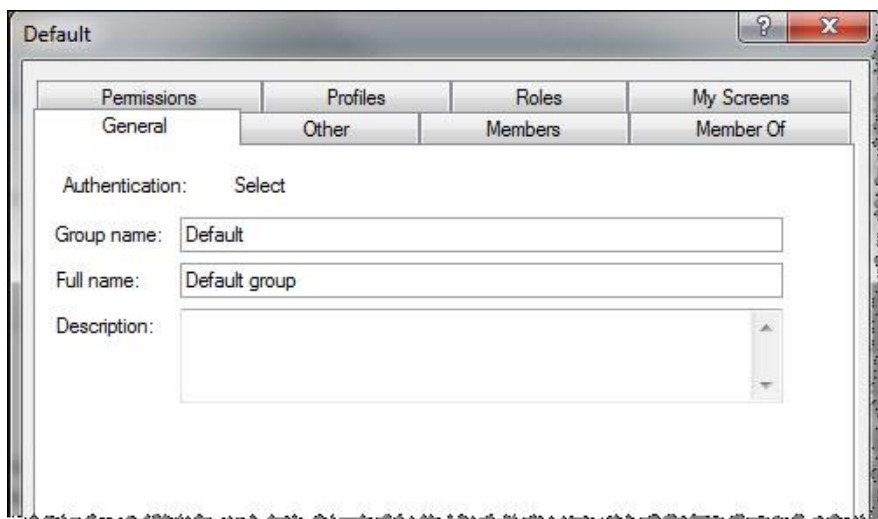 Default
?
Permissions Profiles Roles My Screens
General Other Members Member Of
Authentication: Select
Group name: Default
Full name: Default group
Description: